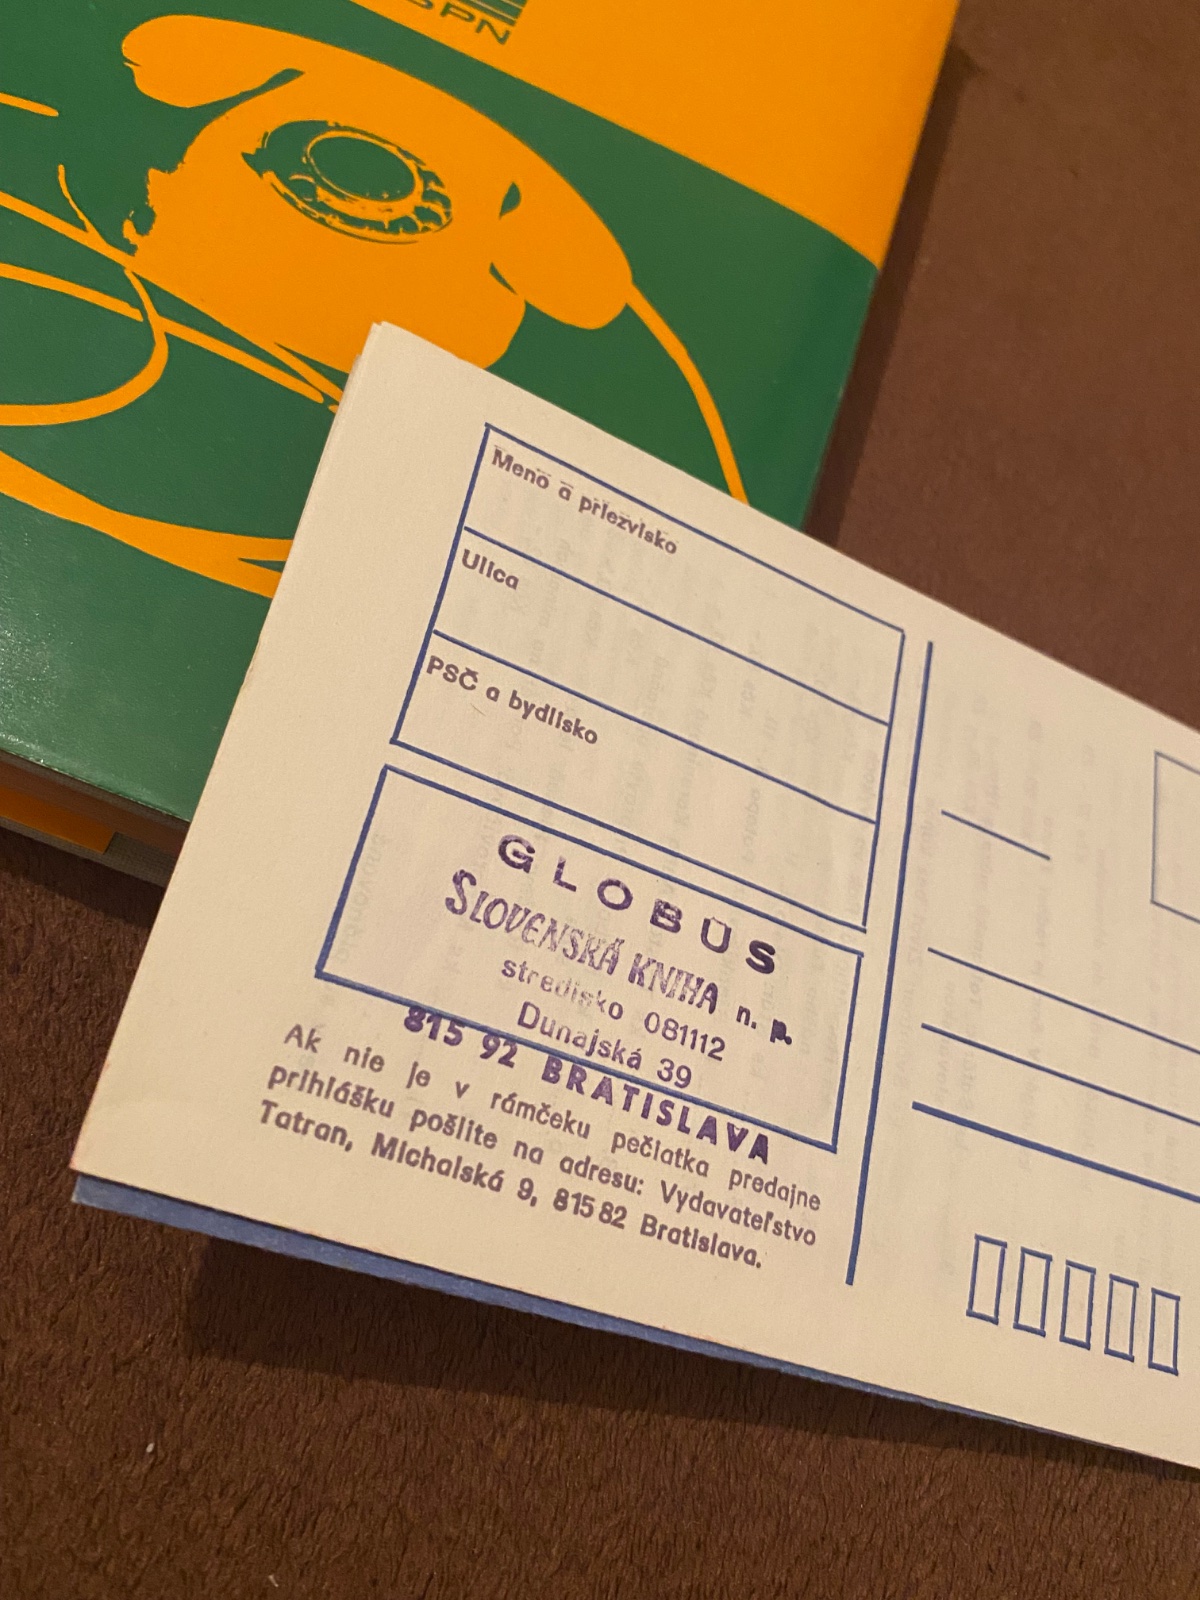 SPN
Meno a priezvisko
Ulica
PSČ a bydlisko
GLOBUS
SLOVENSKÁ KNIHA n. p.
stredisko 081112
Dunajská 39
815 92 BRATISLAVA
Ak nie je v rámčeku pečiatka predajne
prihlášku pošlite na adresu: Vydavateľstvo
Tatran, Michalská 9, 815 82 Bratislava.